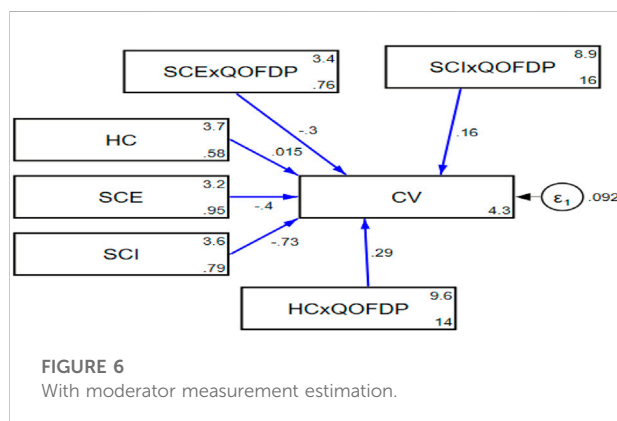 3.4
SCExQOFDP
.76
8.9
SCIxQOFDP
16
-.3
.16
3.7
HC
.58
.015
3.2
SCE
.95
-.4
CV
4.3
ε1
.092
3.6
SCI
.79
-.73
.29
9.6
HCxQOFDP
14
FIGURE 6
With moderator measurement estimation.